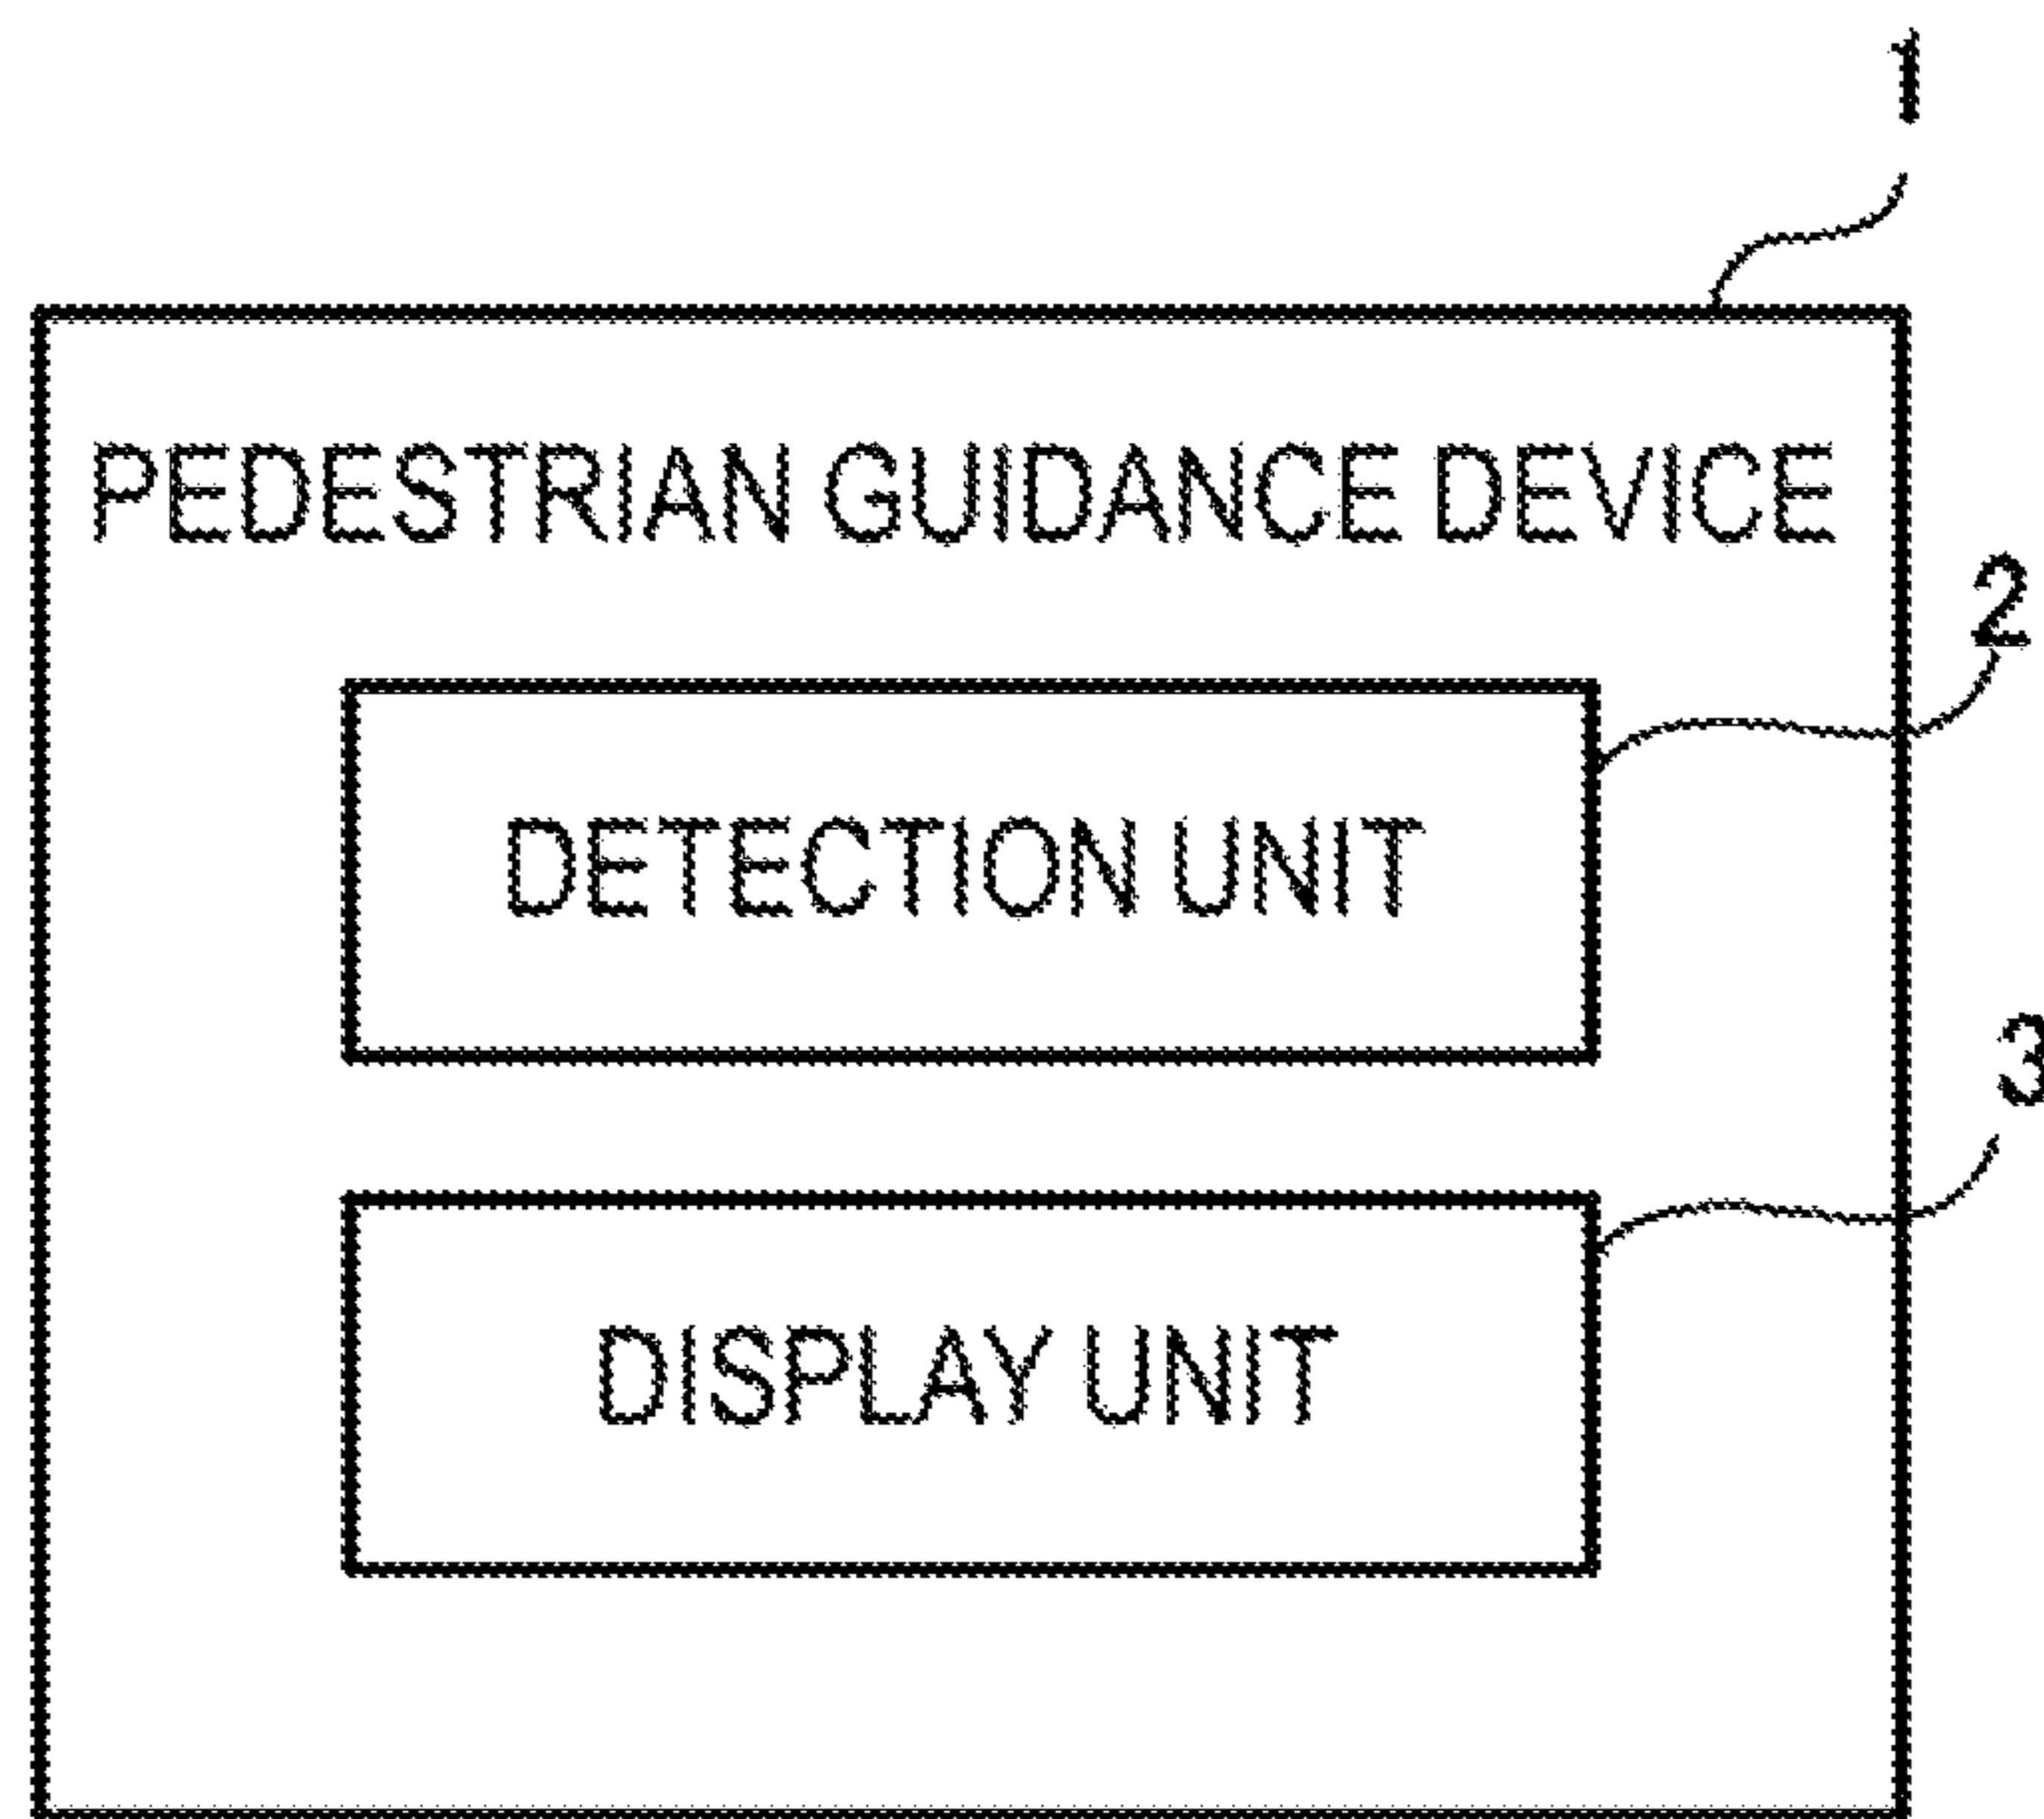 1
PEDESTRIAN GUIDANCE DEVICE
2
DETECTION UNIT
3
DISPLAY UNIT